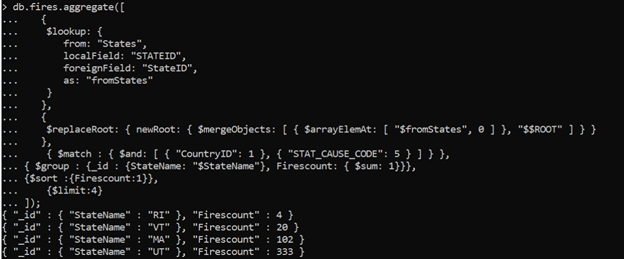 > db.fires.aggregate([
... {
... $lookup: {
... from: "States",
... localField: "STATEID",
... foreignField: "StateID",
... as: "fromStates"
... }
... },
... {
... $replaceRoot: { newRoot: { $mergeObjects: [ { $arrayElemAt: [ "$fromStates", 0 ] }, "$$ROOT" ] } }
... },
... { $match : { $and: [ { "CountryID": 1 }, { "STAT_CAUSE_CODE": 5 } ] } },
... { $group : {_id : {StateName: "$StateName"}, Firescount: { $sum: 1}}},
... {$sort :{Firescount:1}},
... {$limit:4}
... ]);
{ "_id" : { "StateName" : "RI" }, "Firescount" : 4 }
{ "_id" : { "StateName" : "VT" }, "Firescount" : 20 }
{ "_id" : { "StateName" : "MA" }, "Firescount" : 102 }
{ "_id" : { "StateName" : "UT" }, "Firescount" : 333 }